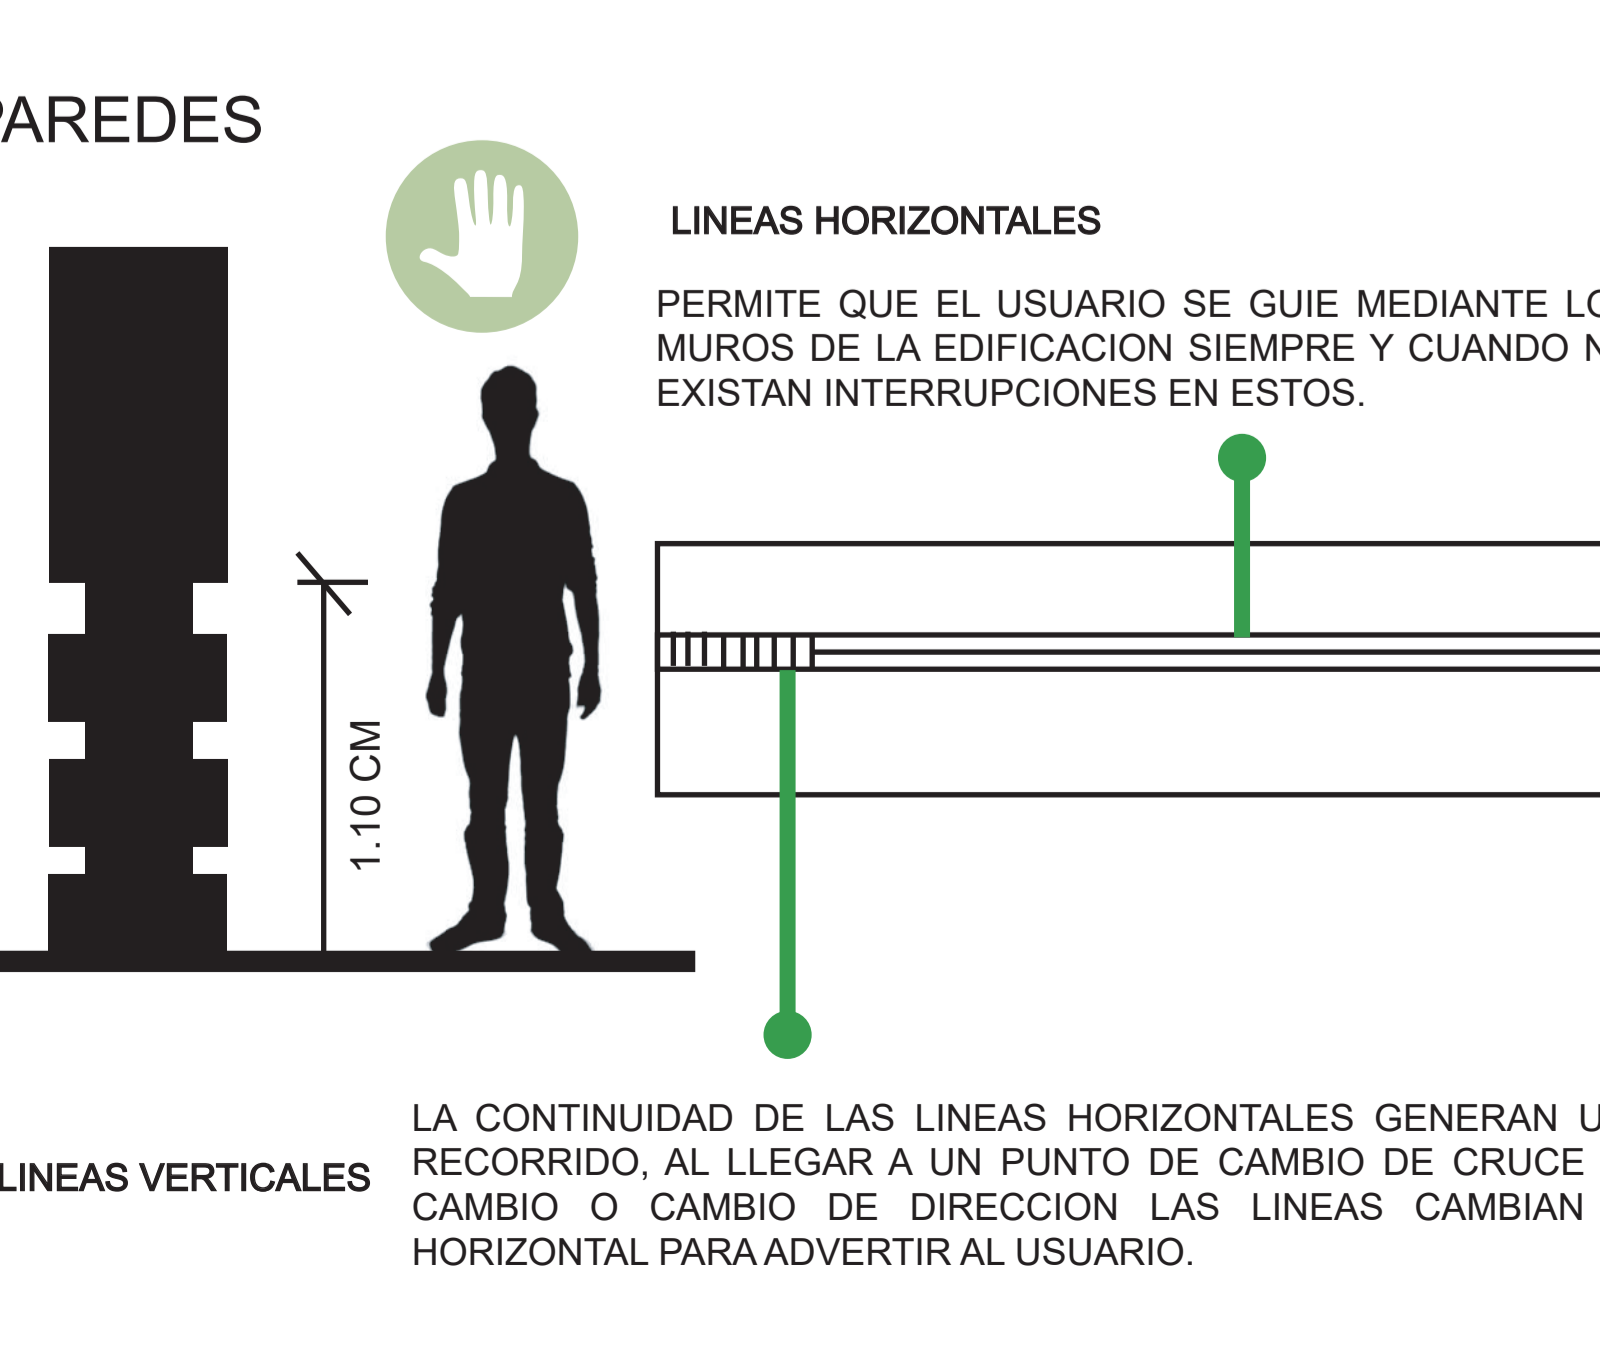 PAREDES
LINEAS HORIZONTALES
PERMITE QUE EL USUARIO SE GUIE MEDIANTE
MUROS DE LA EDIFICACION SIEMPRE Y CUANDO
EXISTAN INTERRUPCIONES EN ESTOS.
1.10 CM
LA CONTINUIDAD DE LAS LINEAS HORIZONTALES GENERAN
LINEAS VERTICALES
RECORRIDO, AL LLEGAR A UN PUNTO DE CAMBIO DE CRUCE
CAMBIO O CAMBIO DE DIRECCION LAS LINEAS CAMBIAN
HORIZONTAL PARA ADVERTIR AL USUARIO.